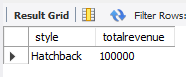 Result Grid Filter Rows:
style totalrevenue
Hatchback 100000